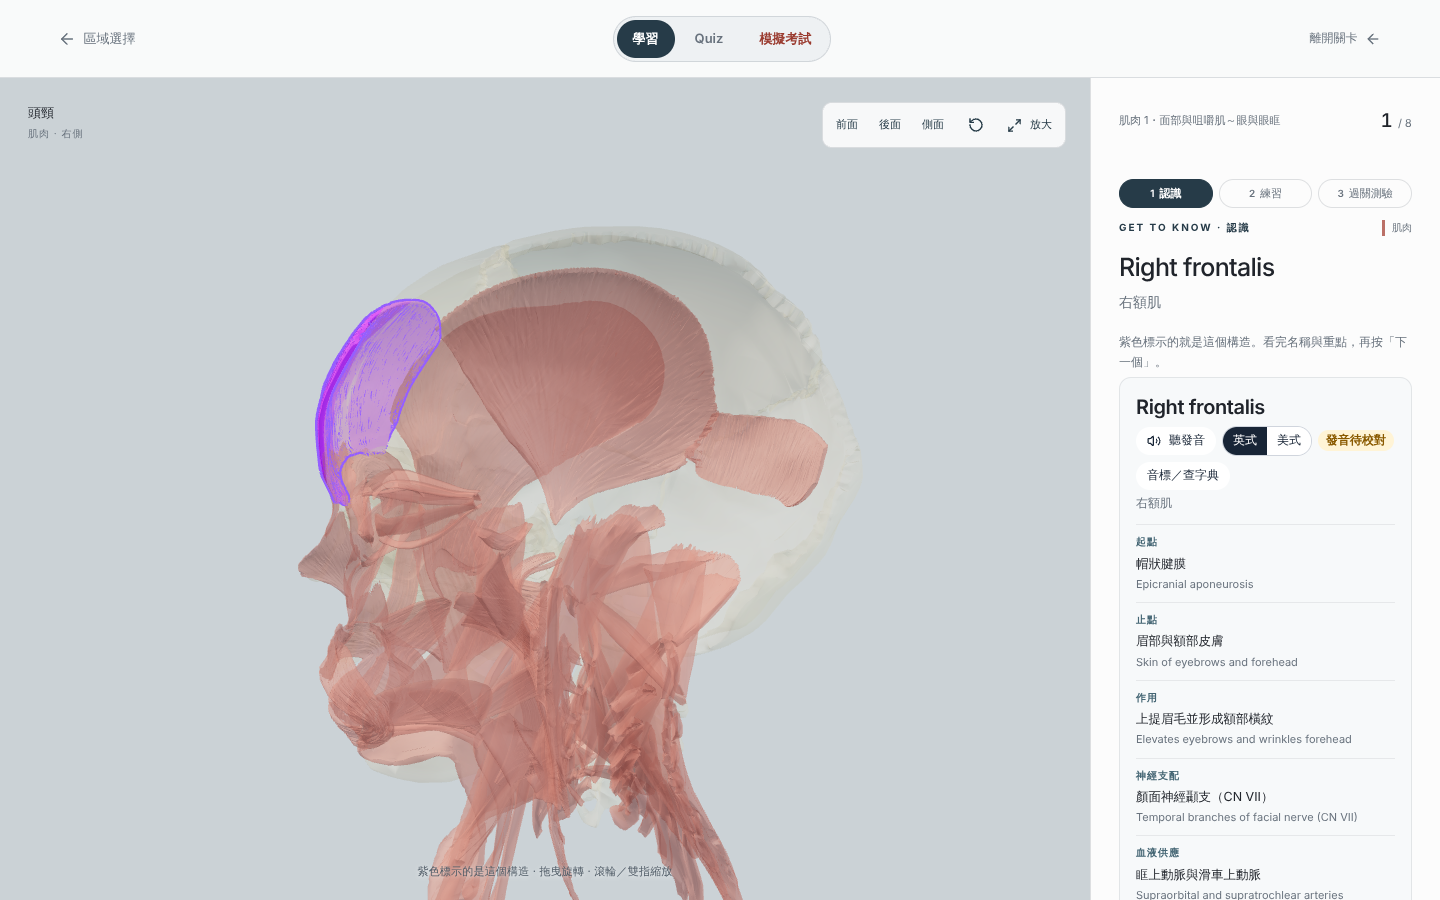 區域選擇
學習
Quiz
模擬考試
離開關卡
頭頸
肌肉 · 右側
前面
後面
側面
放大
肌肉 1 · 面部與咀嚼肌～眼與眼眶
1 / 8
1 認識
2 練習
3 過關測驗
GET TO KNOW · 認識
肌肉
Right frontalis
右額肌
紫色標示的就是這個構造。看完名稱與重點，再按「下
一個」。
Right frontalis
聽發音
英式
美式
發音待校對
音標／查字典
右額肌
起點
帽狀腱膜
Epicranial aponeurosis
止點
眉部與額部皮膚
Skin of eyebrows and forehead
作用
上提眉毛並形成額部橫紋
Elevates eyebrows and wrinkles forehead
神經支配
顏面神經顳支（CN VII）
Temporal branches of facial nerve (CN VII)
血液供應
眶上動脈與滑車上動脈
Supraorbital and supratrochlear arteries
紫色標示的是這個構造 · 拖曳旋轉 · 滾輪／雙指縮放